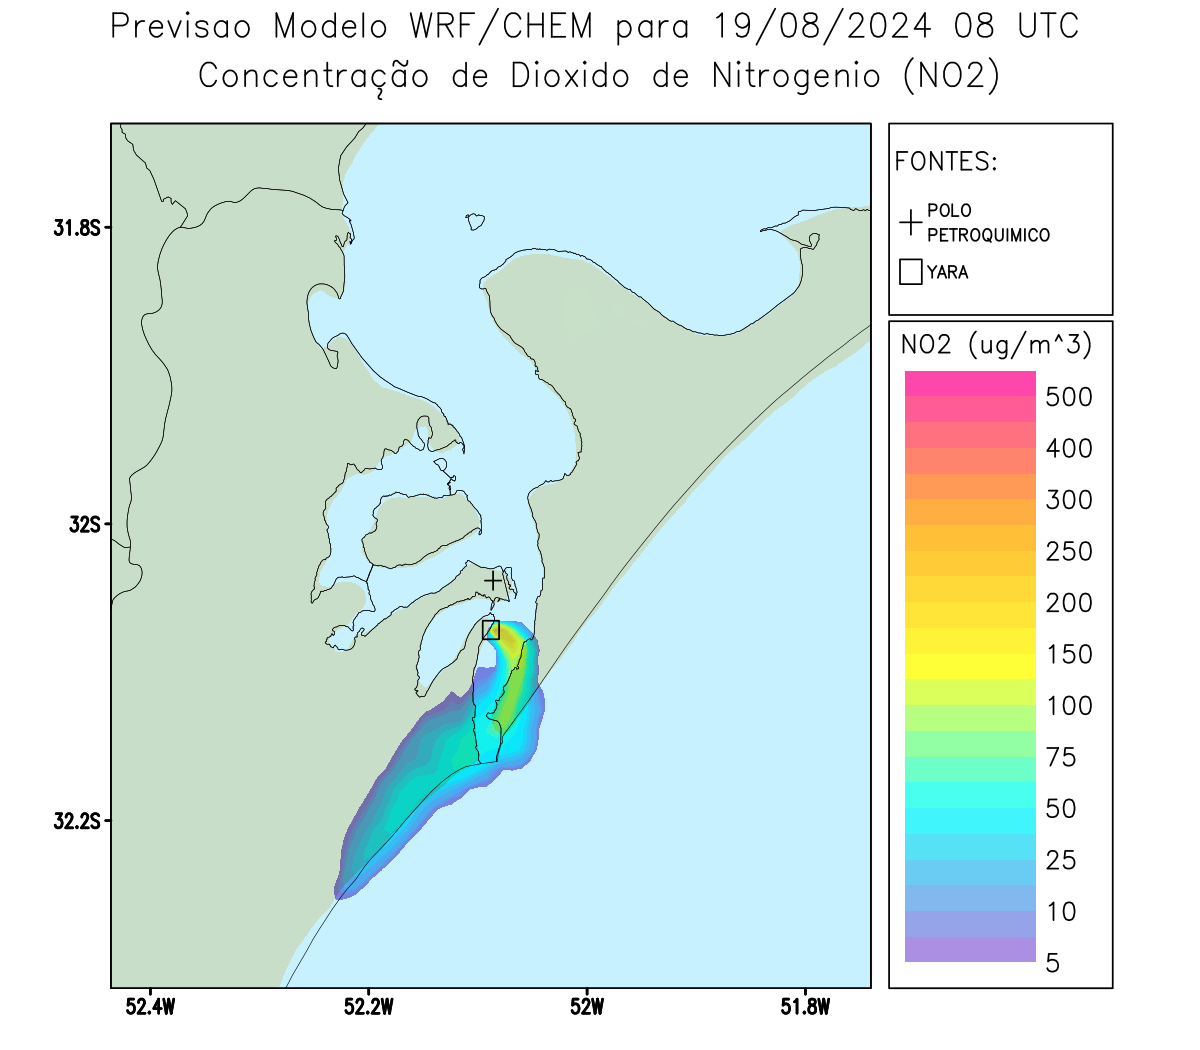 Previsao Modelo WRF/CHEM para 19/08/2024 08 UTC
Concentração de Dioxido de Nitrogenio (NO2)
FONTES:
POLO
PETROQUIMICO
YARA
31.8S
32S
32.2S
52.4W
52.2W
52W
51.8W
NO2 (ug/m^3)
500
400
300
250
200
150
100
75
50
25
10
5